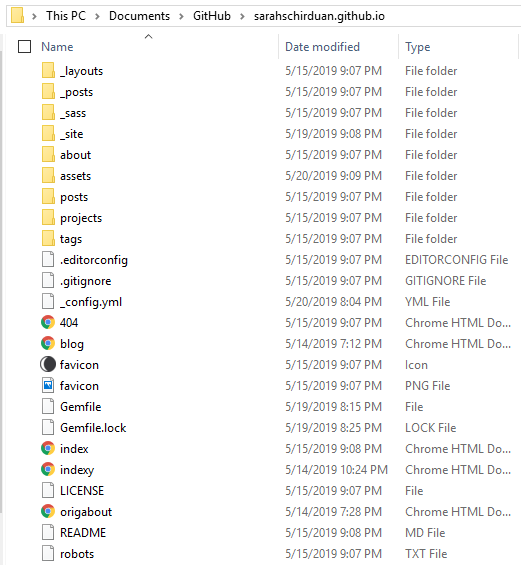 This PC > Documents > GitHub > sarahschirduan.github.io
Name Date modified Type
_layouts 5/15/2019 9:07 PM File folder
_posts 5/15/2019 9:07 PM File folder
_sass 5/15/2019 9:07 PM File folder
_site 5/19/2019 9:08 PM File folder
about 5/15/2019 9:07 PM File folder
assets 5/20/2019 9:09 PM File folder
posts 5/15/2019 9:07 PM File folder
projects 5/15/2019 9:07 PM File folder
tags 5/15/2019 9:07 PM File folder
.editorconfig 5/15/2019 9:07 PM EDITORCONFIG File
.gitignore 5/15/2019 9:07 PM GITIGNORE File
_config.yml 5/20/2019 8:04 PM YML File
404 5/15/2019 9:07 PM Chrome HTML Do...
blog 5/14/2019 7:12 PM Chrome HTML Do...
favicon 5/15/2019 9:07 PM Icon
favicon 5/15/2019 9:07 PM PNG File
Gemfile 5/19/2019 8:15 PM File
Gemfile.lock 5/19/2019 8:25 PM LOCK File
index 5/15/2019 9:08 PM Chrome HTML Do...
indexy 5/14/2019 10:24 PM Chrome HTML Do...
LICENSE 5/15/2019 9:07 PM File
origabout 5/14/2019 7:28 PM Chrome HTML Do...
README 5/15/2019 9:08 PM MD File
robots 5/15/2019 9:07 PM TXT File